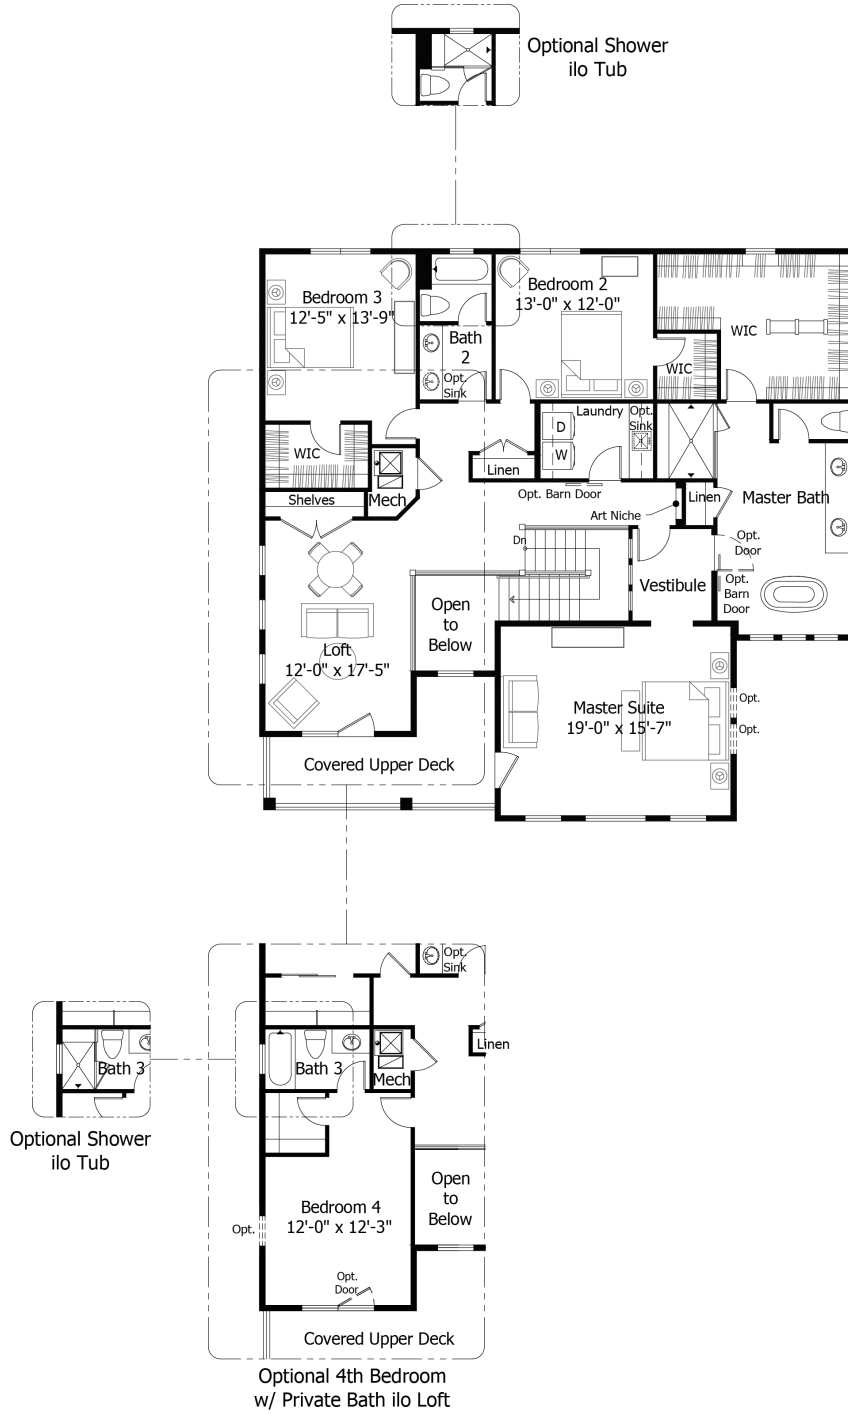 Optional Shower
ilo Tub
Bedroom 3
12'-5" x 13'-9"
Bedroom 2
13'-0" x 12'-0"
Bath
2
Opt.
Sink
WIC
WIC
Laundry
Opt.
Sink
D
W
WIC
Mech
Linen
Shelves
Opt. Barn Door
Linen
Art Niche
Master Bath
Dn
Opt.
Door
Opt.
Barn
Door
Vestibule
Open
to
Below
Loft
12'-0" x 17'-5"
Master Suite
19'-0" x 15'-7"
Opt.
Opt.
Covered Upper Deck
Opt.
Sink
Linen
Bath 3
Bath 3
Mech
Optional Shower
ilo Tub
Open
to
Below
Bedroom 4
12'-0" x 12'-3"
Opt.
Opt.
Door
Covered Upper Deck
Optional 4th Bedroom
w/ Private Bath ilo Loft